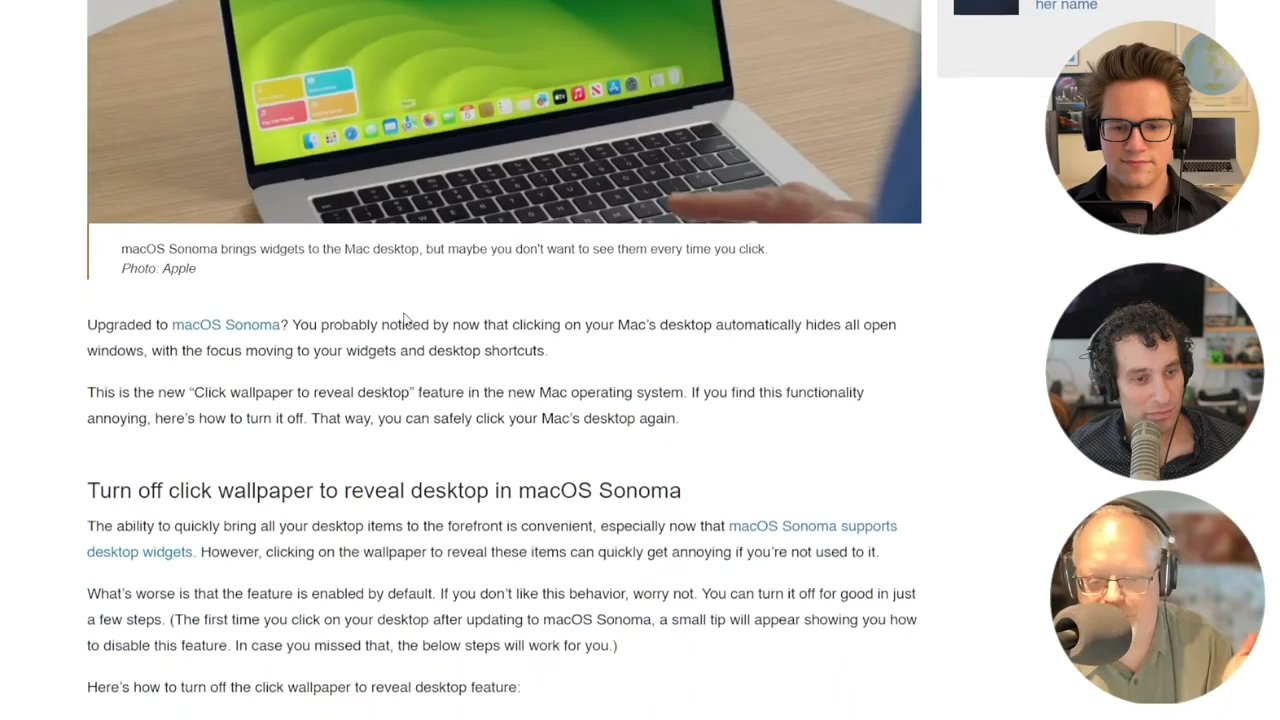 her name
macOS Sonoma brings widgets to the Mac desktop, but maybe you don't want to see them every time you click.
Photo: Apple
Upgraded to macOS Sonoma? You probably noticed by now that clicking on your Mac's desktop automatically hides all open
windows, with the focus moving to your widgets and desktop shortcuts.
This is the new “Click wallpaper to reveal desktop” feature in the new Mac operating system. If you find this functionality
annoying, here's how to turn it off. That way, you can safely click your Mac's desktop again.
Turn off click wallpaper to reveal desktop in macOS Sonoma
The ability to quickly bring all your desktop items to the forefront is convenient, especially now that macOS Sonoma supports
desktop widgets. However, clicking on the wallpaper to reveal these items can quickly get annoying if you're not used to it.
What's worse is that the feature is enabled by default. If you don't like this behavior, worry not. You can turn it off for good in just
a few steps. (The first time you click on your desktop after updating to macOS Sonoma, a small tip will appear showing you how
to disable this feature. In case you missed that, the below steps will work for you.)
Here's how to turn off the click wallpaper to reveal desktop feature: